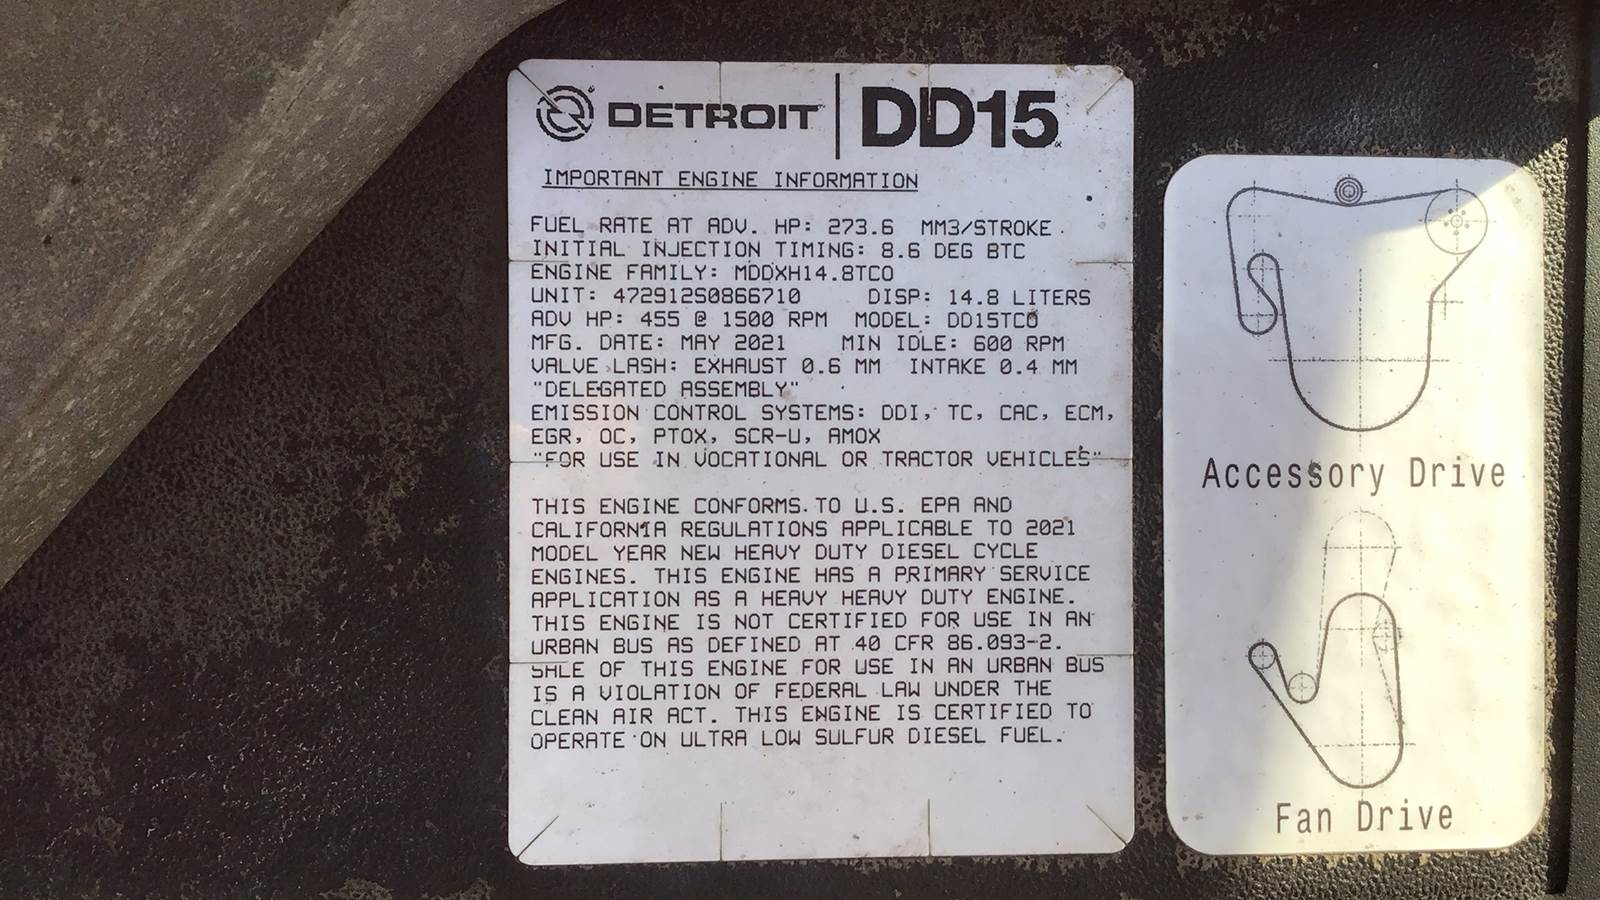 DETROIT | DD15
IMPORTANT ENGINE INFORMATION
FUEL RATE AT ADV. HP: 273.6 MM3/STROKE
INITIAL INJECTION TIMING: 8.6 DEG BTC
ENGINE FAMILY: MDDXH14.8TCO
UNIT: 472912S0866710 DISP: 14.8 LITERS
ADV HP: 455 @ 1500 RPM MODEL: DD15TCO
MFG. DATE: MAY 2021 MIN IDLE: 600 RPM
VALVE LASH: EXHAUST 0.6 MM INTAKE 0.4 MM
"DELEGATED ASSEMBLY"
EMISSION CONTROL SYSTEMS: DDI, TC, CAC, ECM,
EGR, OC, PTOX, SCR-U, AMOX
"FOR USE IN VOCATIONAL OR TRACTOR VEHICLES"
THIS ENGINE CONFORMS TO U.S. EPA AND
CALIFORNIA REGULATIONS APPLICABLE TO 2021
MODEL YEAR NEW HEAVY DUTY DIESEL CYCLE
ENGINES. THIS ENGINE HAS A PRIMARY SERVICE
APPLICATION AS A HEAVY HEAVY DUTY ENGINE.
THIS ENGINE IS NOT CERTIFIED FOR USE IN AN
URBAN BUS AS DEFINED AT 40 CFR 86.093-2.
SALE OF THIS ENGINE FOR USE IN AN URBAN BUS
IS A VIOLATION OF FEDERAL LAW UNDER THE
CLEAN AIR ACT. THIS ENGINE IS CERTIFIED TO
OPERATE ON ULTRA LOW SULFUR DIESEL FUEL.
Accessory Drive
Fan Drive